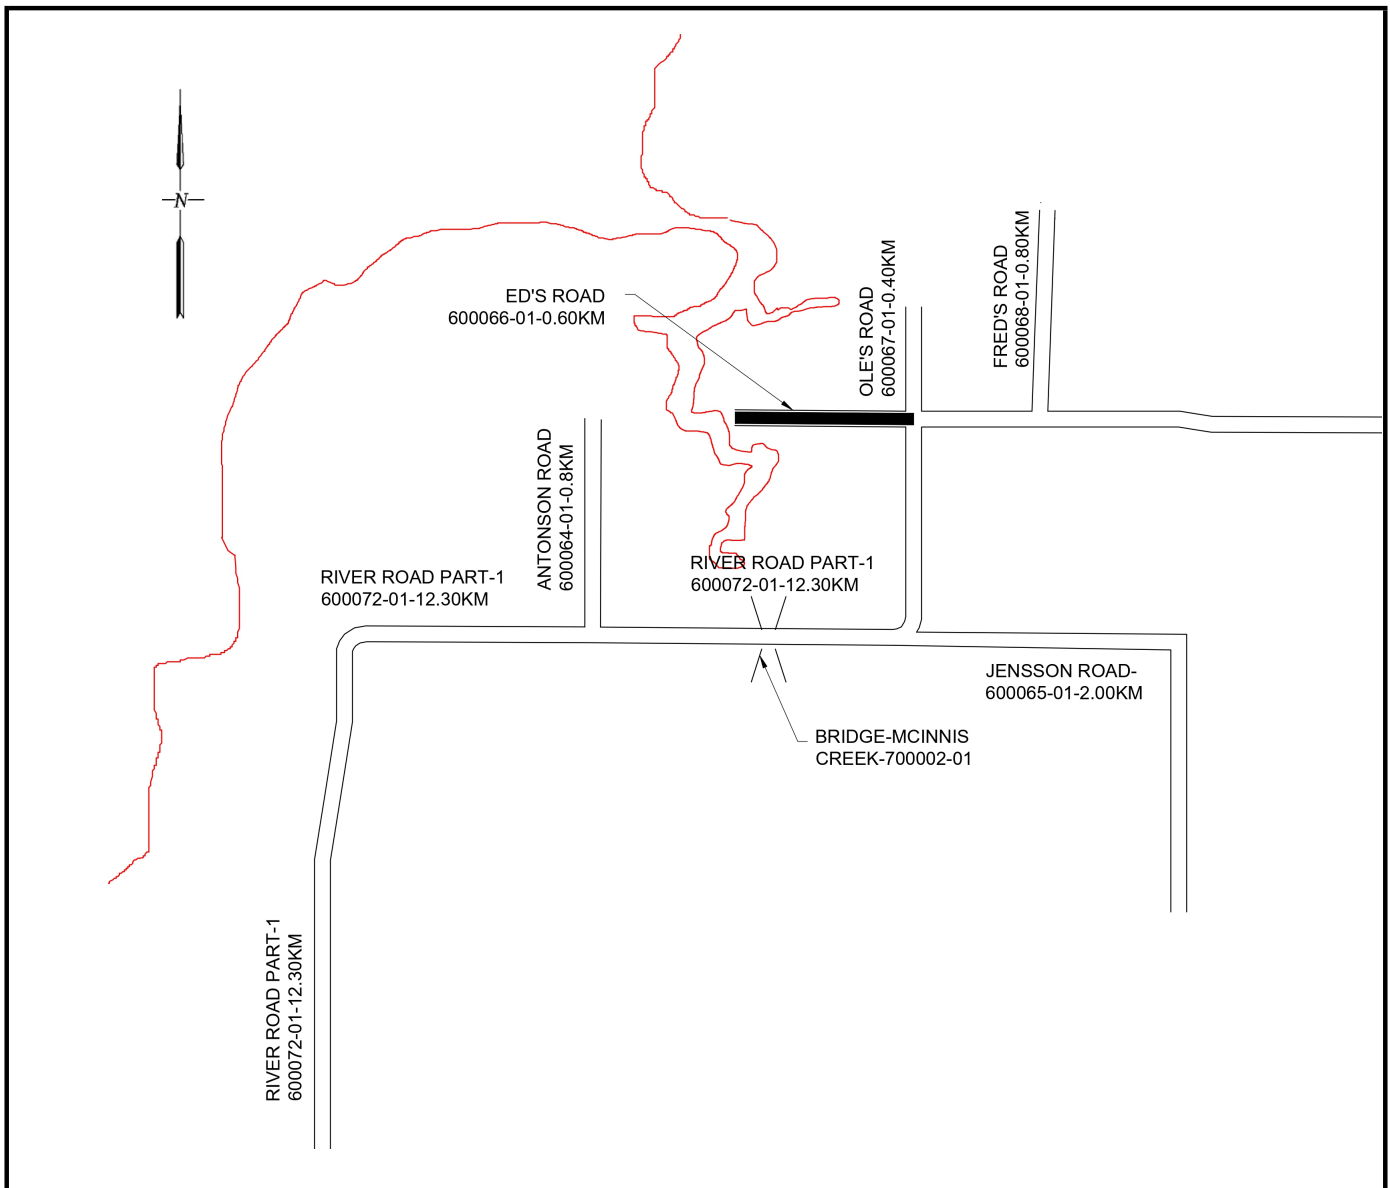 N
ED'S ROAD
600066-01-0.60KM
OLE'S ROAD
600067-01-0.40KM
FRED'S ROAD
600068-01-0.80KM
ANTONSON ROAD
600064-01-0.8KM
RIVER ROAD PART-1
600072-01-12.30KM
RIVER ROAD PART-1
600072-01-12.30KM
JENSSON ROAD-
600065-01-2.00KM
BRIDGE-MCINNIS
CREEK-700002-01
RIVER ROAD PART-1
600072-01-12.30KM